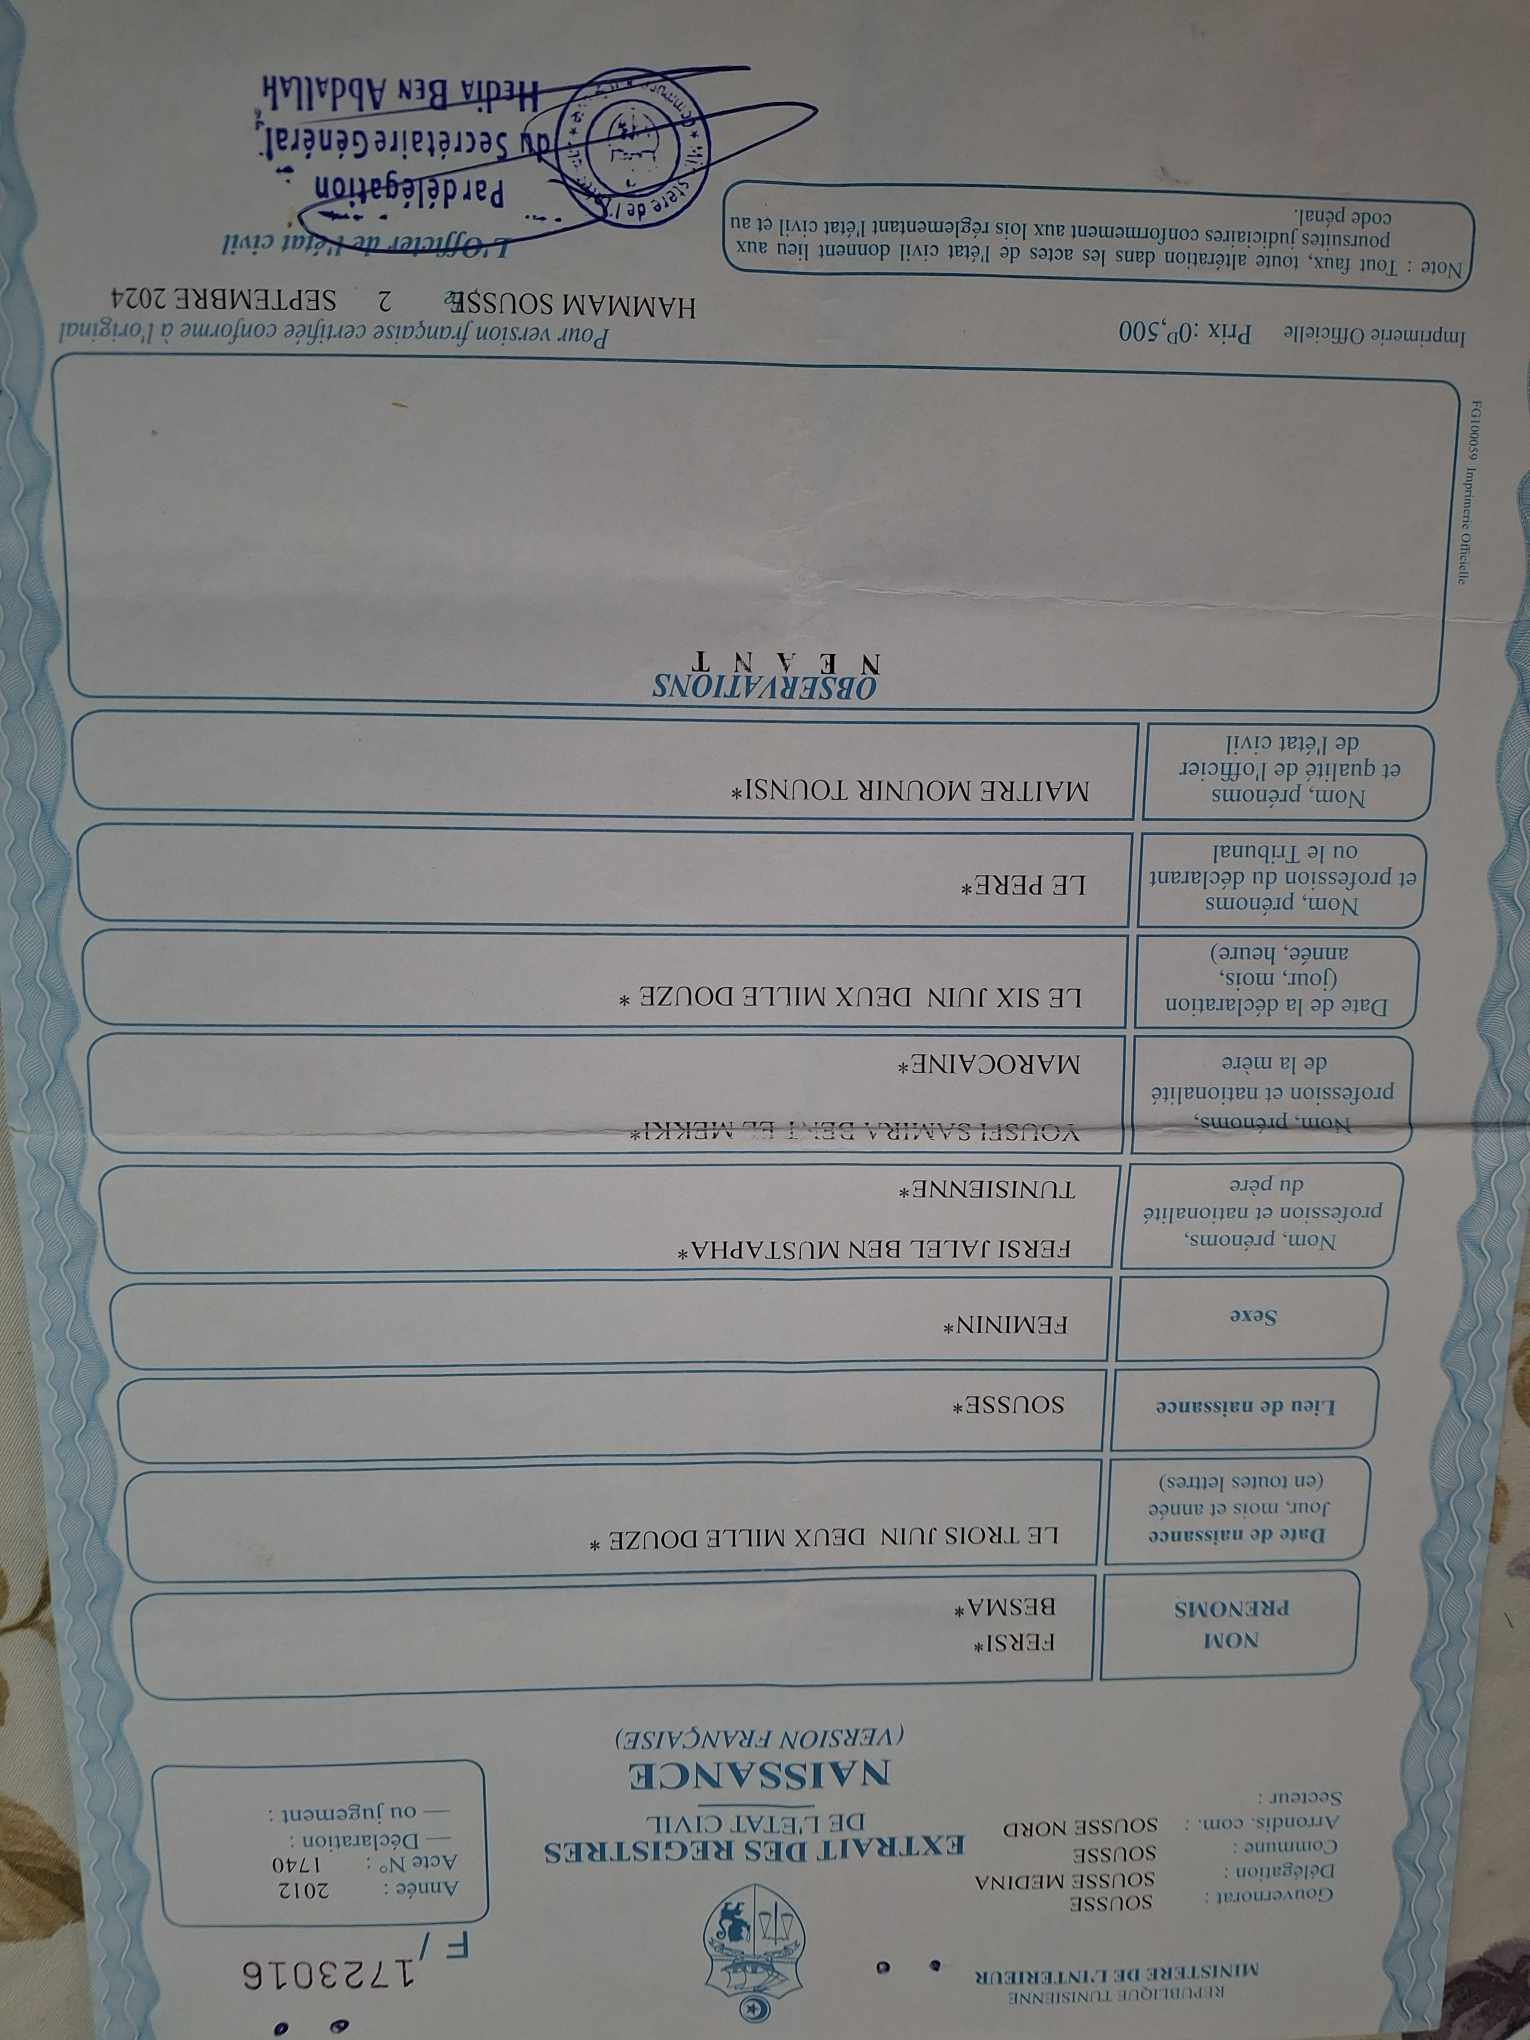 REPUBLIQUE TUNISIENNE
MINISTERE DE L'INTERIEUR
F / 1723016
Gouvernorat : SOUSSE
Délégation : SOUSSE MEDINA
Commune : SOUSSE
Arrondis. com. : SOUSSE NORD
Secteur :
EXTRAIT DES REGISTRES
DE L'ETAT CIVIL
NAISSANCE
(VERSION FRANÇAISE)
Année : 2012
Acte N° : 1740
— Déclaration :
— ou jugement :
NOM
PRENOMS
FERSI*
BESMA*
Date de naissance
Jour, mois et année
(en toutes lettres)
LE TROIS JUIN DEUX MILLE DOUZE *
Lieu de naissance
SOUSSE*
Sexe
FEMININ*
Nom, prénoms,
profession et nationalité
du père
FERSI JALEL BEN MUSTAPHA*
TUNISIENNE*
Nom, prénoms,
profession et nationalité
de la mère
YOUSFI SAMIRA BENT EL MEKKI*
MAROCAINE*
Date de la déclaration
(jour, mois,
année, heure)
LE SIX JUIN DEUX MILLE DOUZE *
Nom, prénoms
et profession du déclarant
ou le Tribunal
LE PERE*
Nom, prénoms
et qualité de l'officier
de l'état civil
MAITRE MOUNIR TOUNSI*
OBSERVATIONS
N E A N T
FG100059 Imprimerie Officielle
Imprimerie Officielle Prix :0D,500
Pour version française certifiée conforme à l'original
HAMMAM SOUSSE 2 SEPTEMBRE 2024
Note : Tout faux, toute altération dans les actes de l'état civil donnent lieu aux
poursuites judiciaires conformement aux lois réglementant l'état civil et au
code pénal.
L'Officier de l'état civil
Par délégation
du Secrétaire Général
HEDIA BEN AbdALLAH